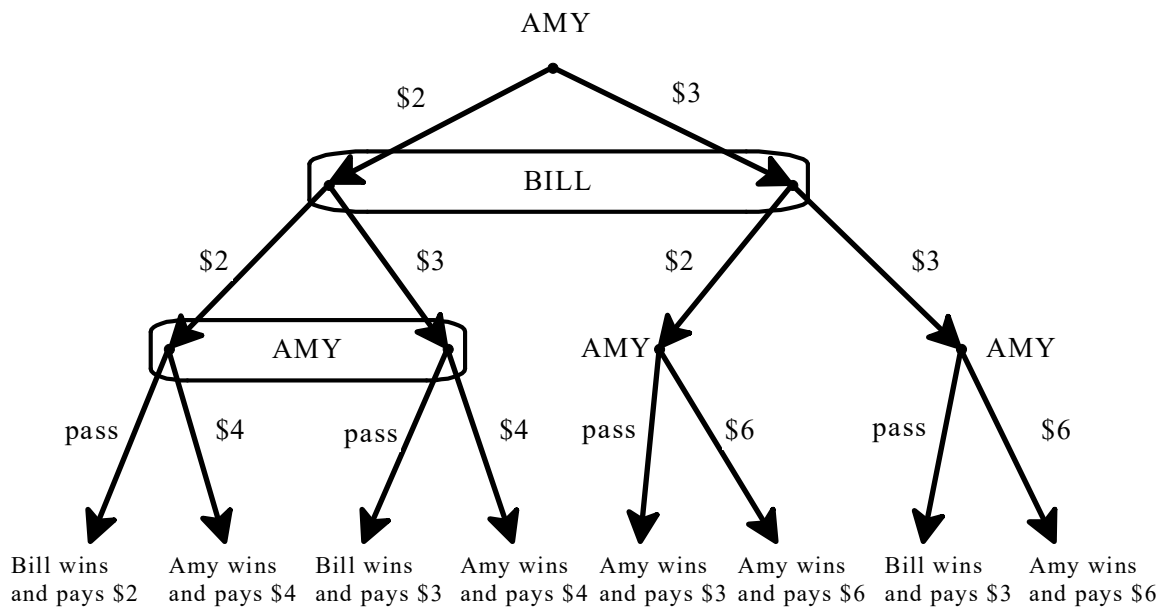 AMY
$2
$3
BILL
$2
$3
$2
$3
AMY
AMY
AMY
pass
$4
pass
$4
pass
$6
pass
$6
Bill wins
and pays $2
Amy wins
and pays $4
Bill wins
and pays $3
Amy wins
and pays $4
Amy wins
and pays $3
Amy wins
and pays $6
Bill wins
and pays $3
Amy wins
and pays $6